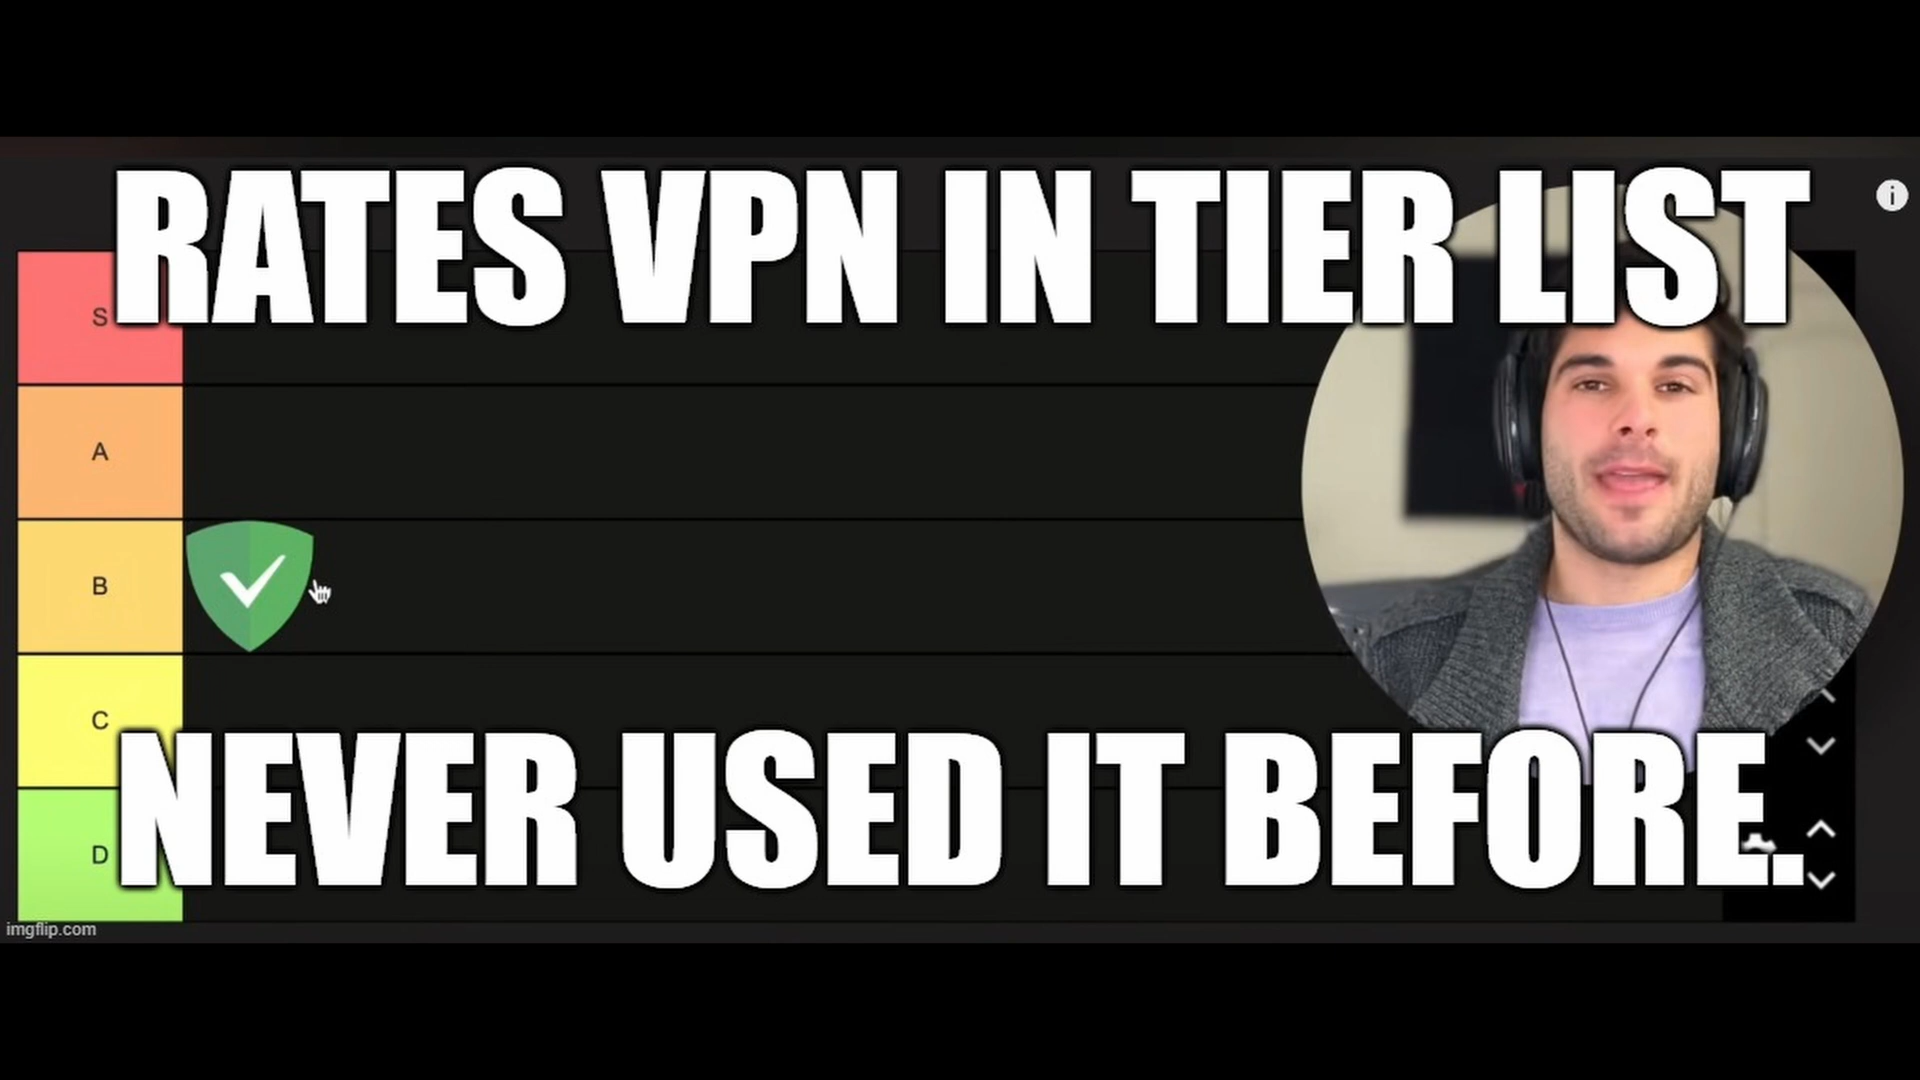 RATES VPN IN TIER LIST
i
S
A
B
C
NEVER USED IT BEFORE.
D
imgflip.com